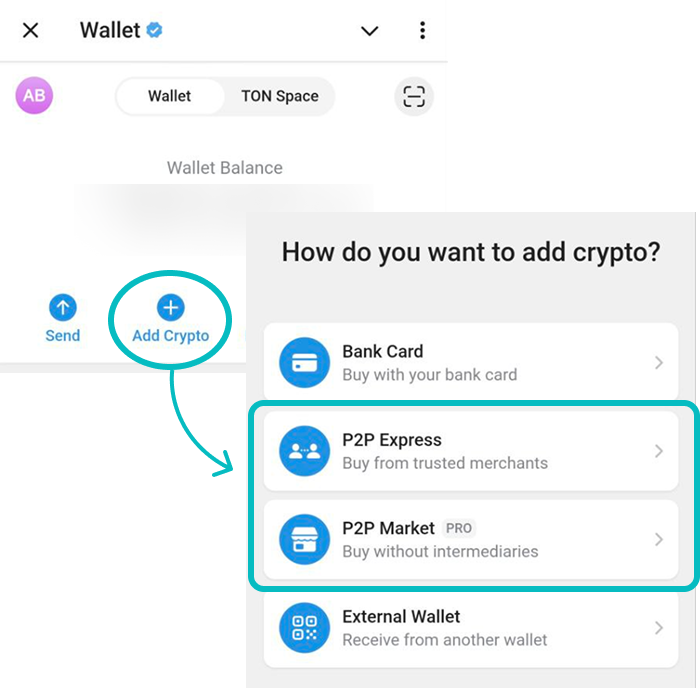 Wallet
AB
Wallet TON Space
Wallet Balance
Send
Add Crypto
How do you want to add crypto?
Bank Card
Buy with your bank card
P2P Express
Buy from trusted merchants
P2P Market PRO
Buy without intermediaries
External Wallet
Receive from another wallet